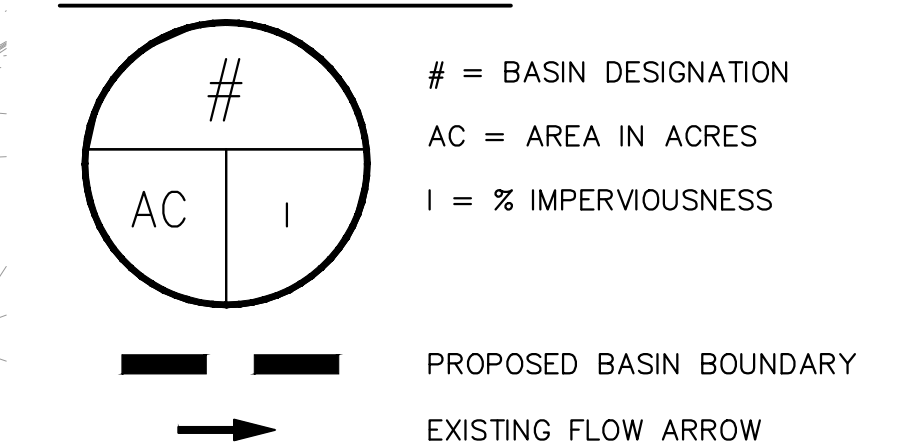 #
AC I
# = BASIN DESIGNATION
AC = AREA IN ACRES
I = % IMPERVIOUSNESS
PROPOSED BASIN BOUNDARY
EXISTING FLOW ARROW